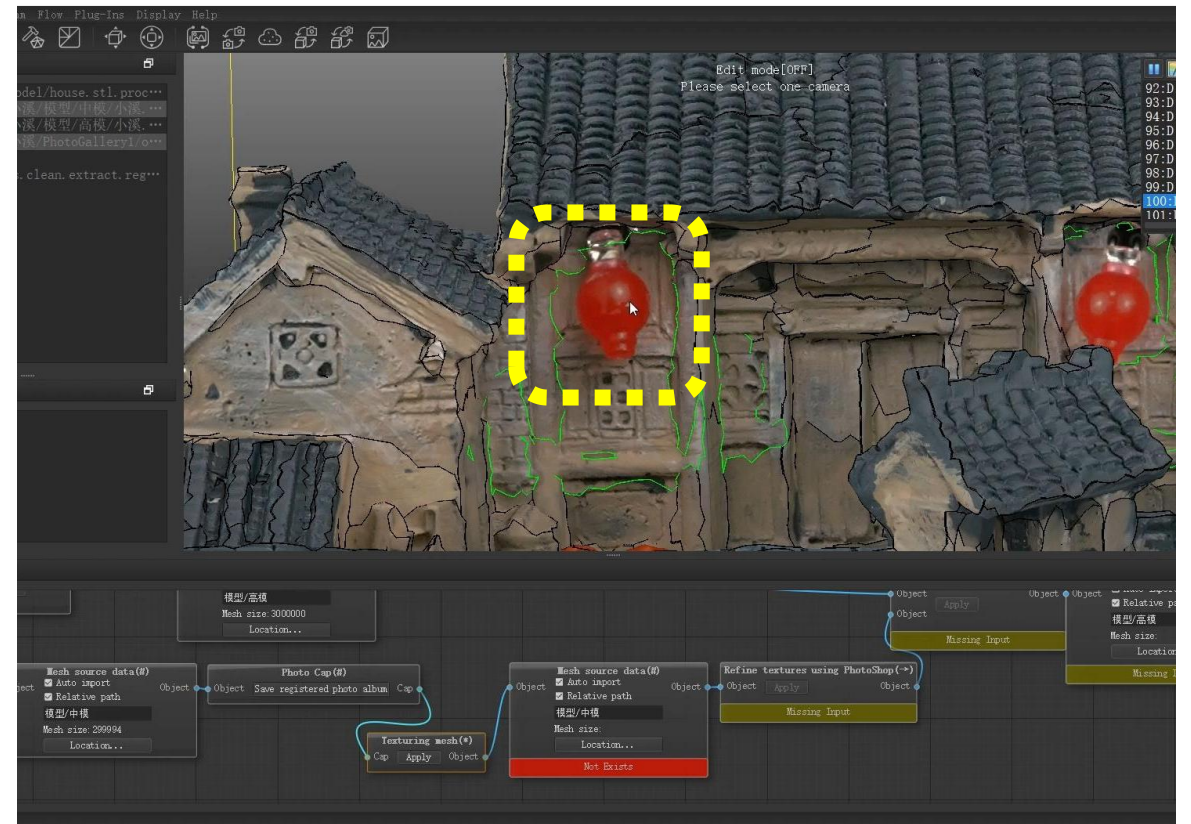 Flow Plug-Ins Display Help
Edit mode[OFF]
Please select one camera
del/house.stl.proc…
溪/模型/中模/小溪.…
溪/模型/高模/小溪.…
溪/PhotoGallery1/o…
.clean.extract.reg…
92:D
93:D
94:D
95:D
96:D
97:D
98:D
99:D
100:
101:
模型/高模
Mesh size:3000000
Location...
Object
Apply
Object
Object
Missing Input
Object
Relative pa
模型/高模
Mesh size:
Location
Missing I
Mesh source data(#)
Auto import
Relative path
Object
模型/中模
Mesh size:299994
Location...
Photo Cap(#)
Object
Save registered photo album
Cap
Texturing mesh(*)
Cap
Apply
Object
Mesh source data(#)
Object
Auto import
Relative path
Object
模型/中模
Mesh size:
Location...
Not Exists
Refine textures using PhotoShop(→)
Object
Apply
Object
Missing Input